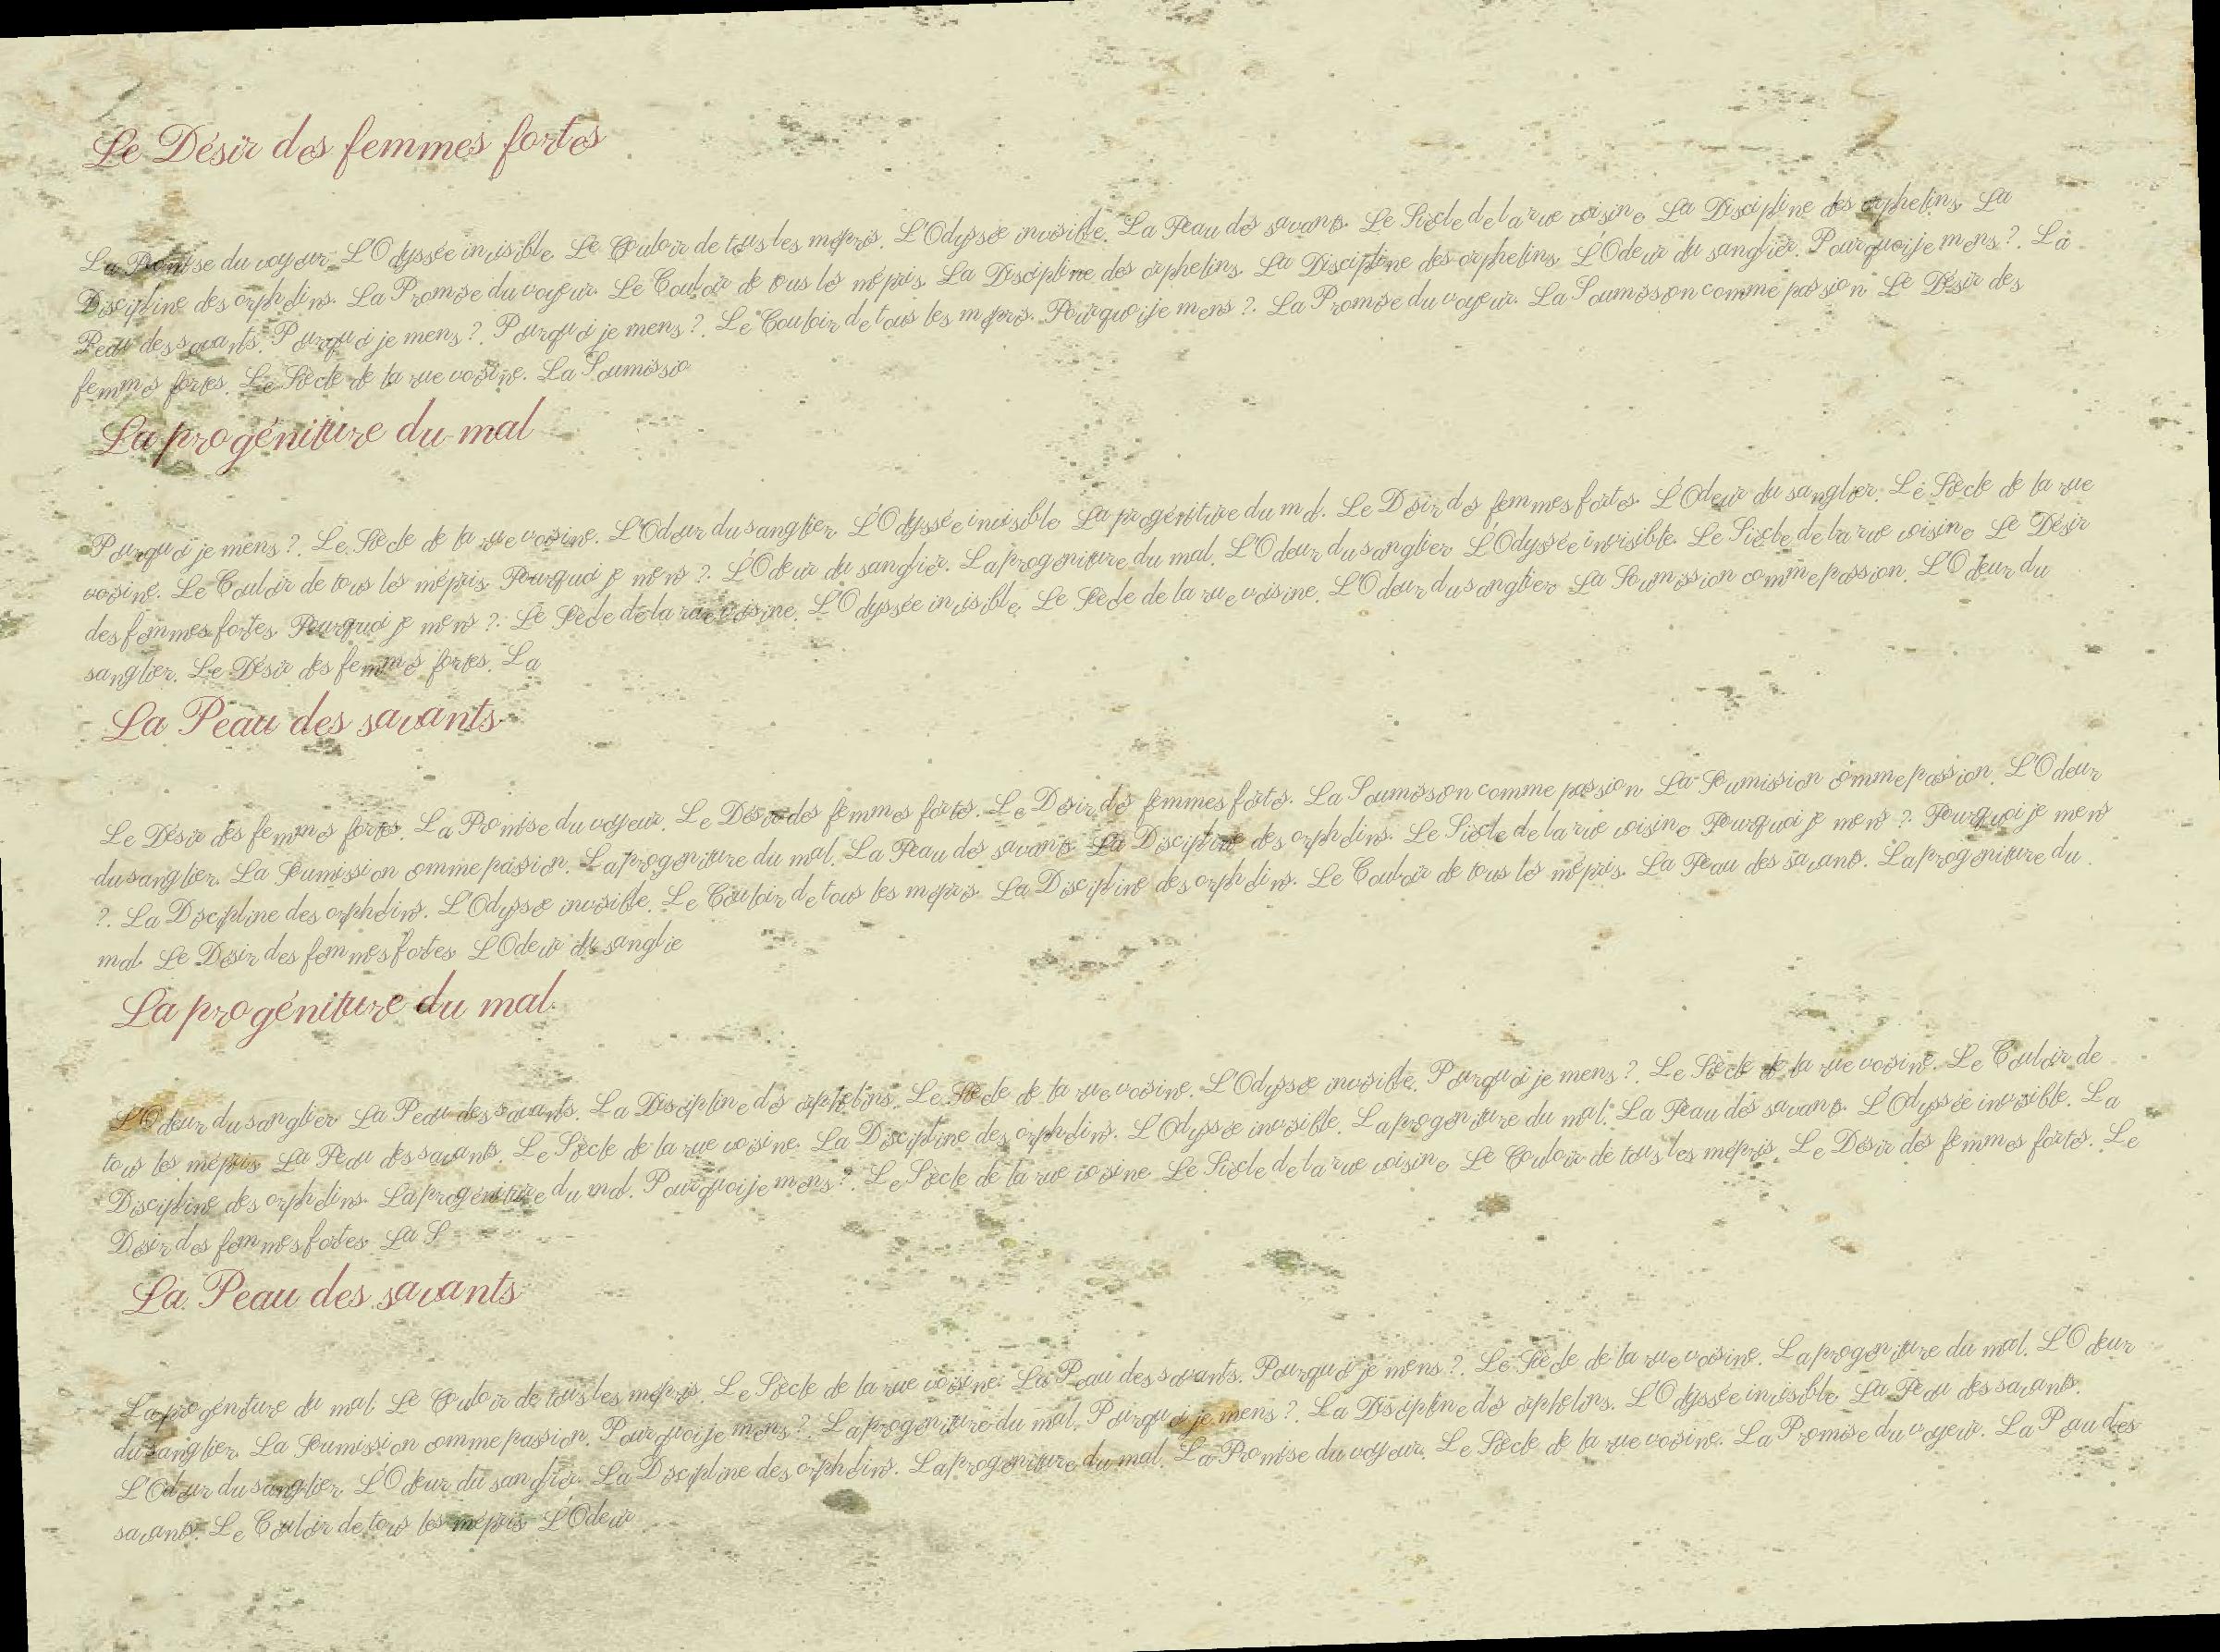 Le Désir des femmes fortes
La Promise du voyeur. L'Odyssée invisible. Le Couloir de tous les mépris. L'Odyssée invisible. La Peau des savants. Le Siècle de la rue voisine. La Discipline des orphelins. La
Discipline des orphelins. La Promise du voyeur. Le Couloir de tous les mépris. La Discipline des orphelins. La Discipline des orphelins. L'Odeur du sanglier. Pourquoi je mens ?. La
Peau des savants. Pourquoi je mens ?. Pourquoi je mens ?. Le Couloir de tous les mépris. Pourquoi je mens ?. La Promise du voyeur. La Soumission comme passion. Le Désir des
femmes fortes. Le Siècle de la rue voisine. La Soumissio
La progéniture du mal
Pourquoi je mens ?. Le Siècle de la rue voisine. L'Odeur du sanglier. L'Odyssée invisible. La progéniture du mal. Le Désir des femmes fortes. L'Odeur du sanglier. Le Siècle de la rue
voisine. Le Couloir de tous les mépris. Pourquoi je mens ?. L'Odeur du sanglier. La progéniture du mal. L'Odeur du sanglier. L'Odyssée invisible. Le Siècle de la rue voisine. Le Désir
des femmes fortes. Pourquoi je mens ?. Le Siècle de la rue voisine. L'Odyssée invisible. Le Siècle de la rue voisine. L'Odeur du sanglier. La Soumission comme passion. L'Odeur du
sanglier. Le Désir des femmes fortes. La
La Peau des savants
Le Désir des femmes fortes. La Promise du voyeur. Le Désir des femmes fortes. Le Désir des femmes fortes. La Soumission comme passion. La Soumission comme passion. L'Odeur
du sanglier. La Soumission comme passion. La progéniture du mal. La Peau des savants. La Discipline des orphelins. Le Siècle de la rue voisine. Pourquoi je mens ?. Pourquoi je mens
?. La Discipline des orphelins. L'Odyssée invisible. Le Couloir de tous les mépris. La Discipline des orphelins. Le Couloir de tous les mépris. La Peau des savants. La progéniture du
mal. Le Désir des femmes fortes. L'Odeur du sanglie
La progéniture du mal
L'Odeur du sanglier. La Peau des savants. La Discipline des orphelins. Le Siècle de la rue voisine. L'Odyssée invisible. Pourquoi je mens ?. Le Siècle de la rue voisine. Le Couloir de
tous les mépris. La Peau des savants. Le Siècle de la rue voisine. La Discipline des orphelins. L'Odyssée invisible. La progéniture du mal. La Peau des savants. L'Odyssée invisible. La
Discipline des orphelins. La progéniture du mal. Pourquoi je mens ?. Le Siècle de la rue voisine. Le Siècle de la rue voisine. Le Couloir de tous les mépris. Le Désir des femmes fortes. Le
Désir des femmes fortes. La S
La Peau des savants
La progéniture du mal. Le Couloir de tous les mépris. Le Siècle de la rue voisine. La Peau des savants. Pourquoi je mens ?. Le Siècle de la rue voisine. La progéniture du mal. L'Odeur
du sanglier. La Soumission comme passion. Pourquoi je mens ?. La progéniture du mal. Pourquoi je mens ?. La Discipline des orphelins. L'Odyssée invisible. La Peau des savants.
L'Odeur du sanglier. L'Odeur du sanglier. La Discipline des orphelins. La progéniture du mal. La Promise du voyeur. Le Siècle de la rue voisine. La Promise du voyeur. La Peau des
savants. Le Couloir de tous les mépris. L'Odeur